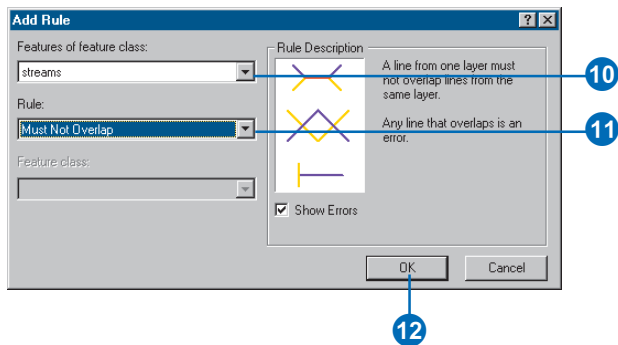 Add Rule
Features of feature class:
streams
Rule:
Must Not Overlap
Feature class:
Rule Description
A line from one layer must
not overlap lines from the
same layer.
Any line that overlaps is an
error.
Show Errors
OK
Cancel
10
11
12